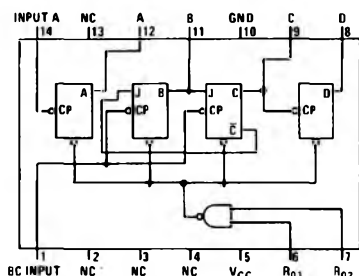 INPUT A NC A B GND C D
14 13 12 11 10 9 8
A J B J C D
CP CP CP CP
C̅
1 2 3 4 5 6 7
BC INPUT NC NC NC VCC R01 R02